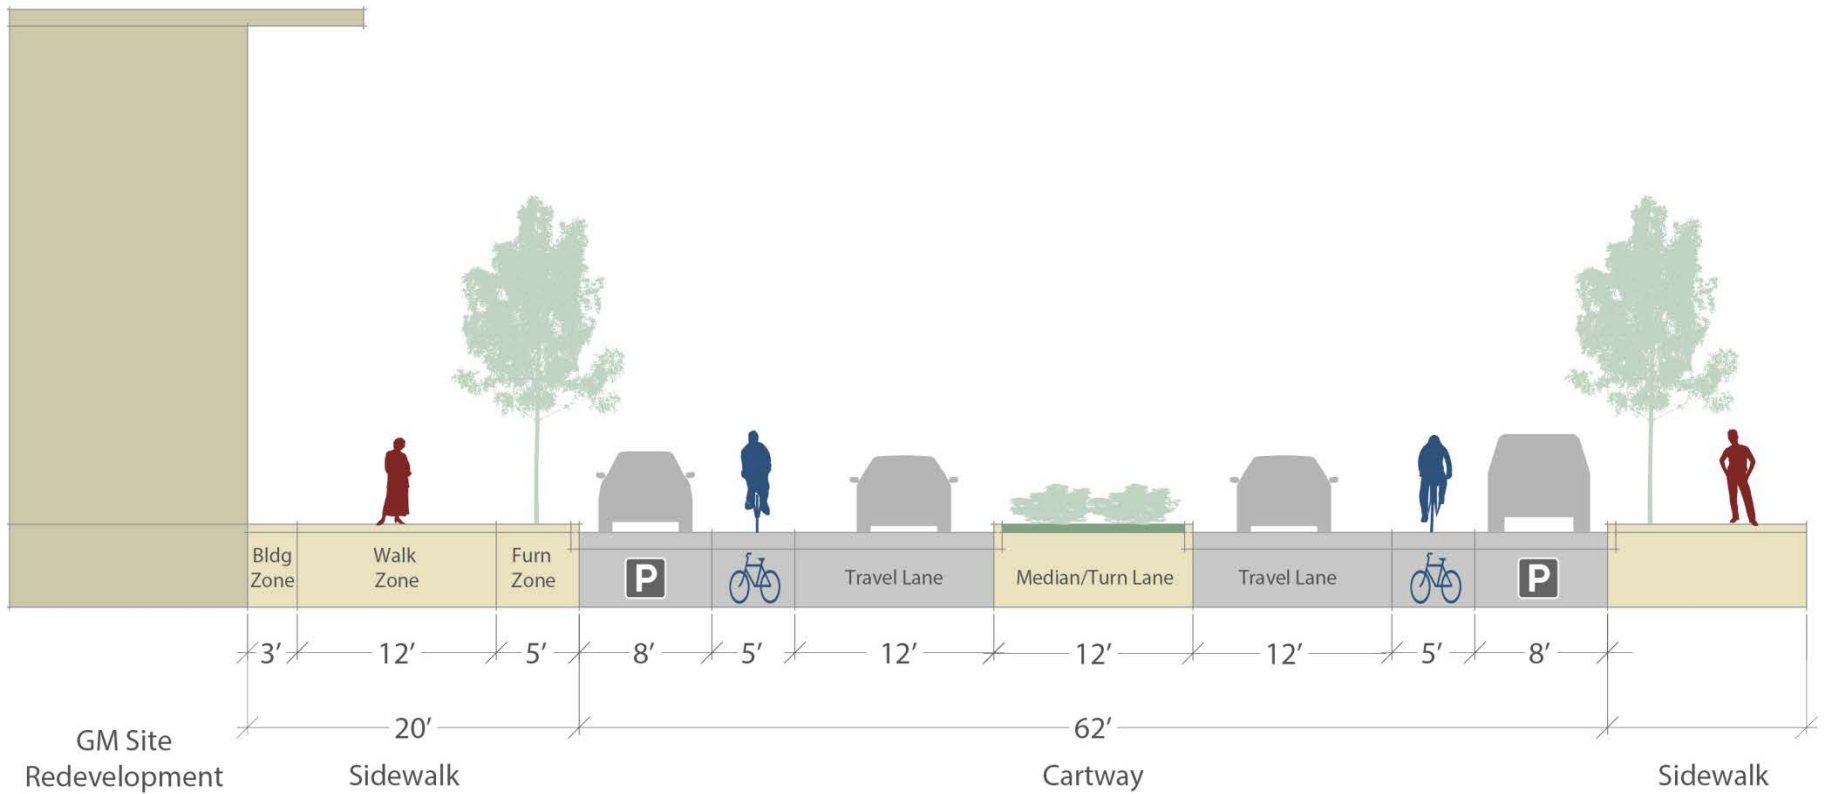 Bldg
Zone
Walk
Zone
Furn
Zone
P
Travel Lane
Median/Turn Lane
Travel Lane
P
3′ 12′ 5′ 8′ 5′ 12′ 12′ 12′ 5′ 8′
20′ 62′
GM Site
Redevelopment
Sidewalk
Cartway
Sidewalk